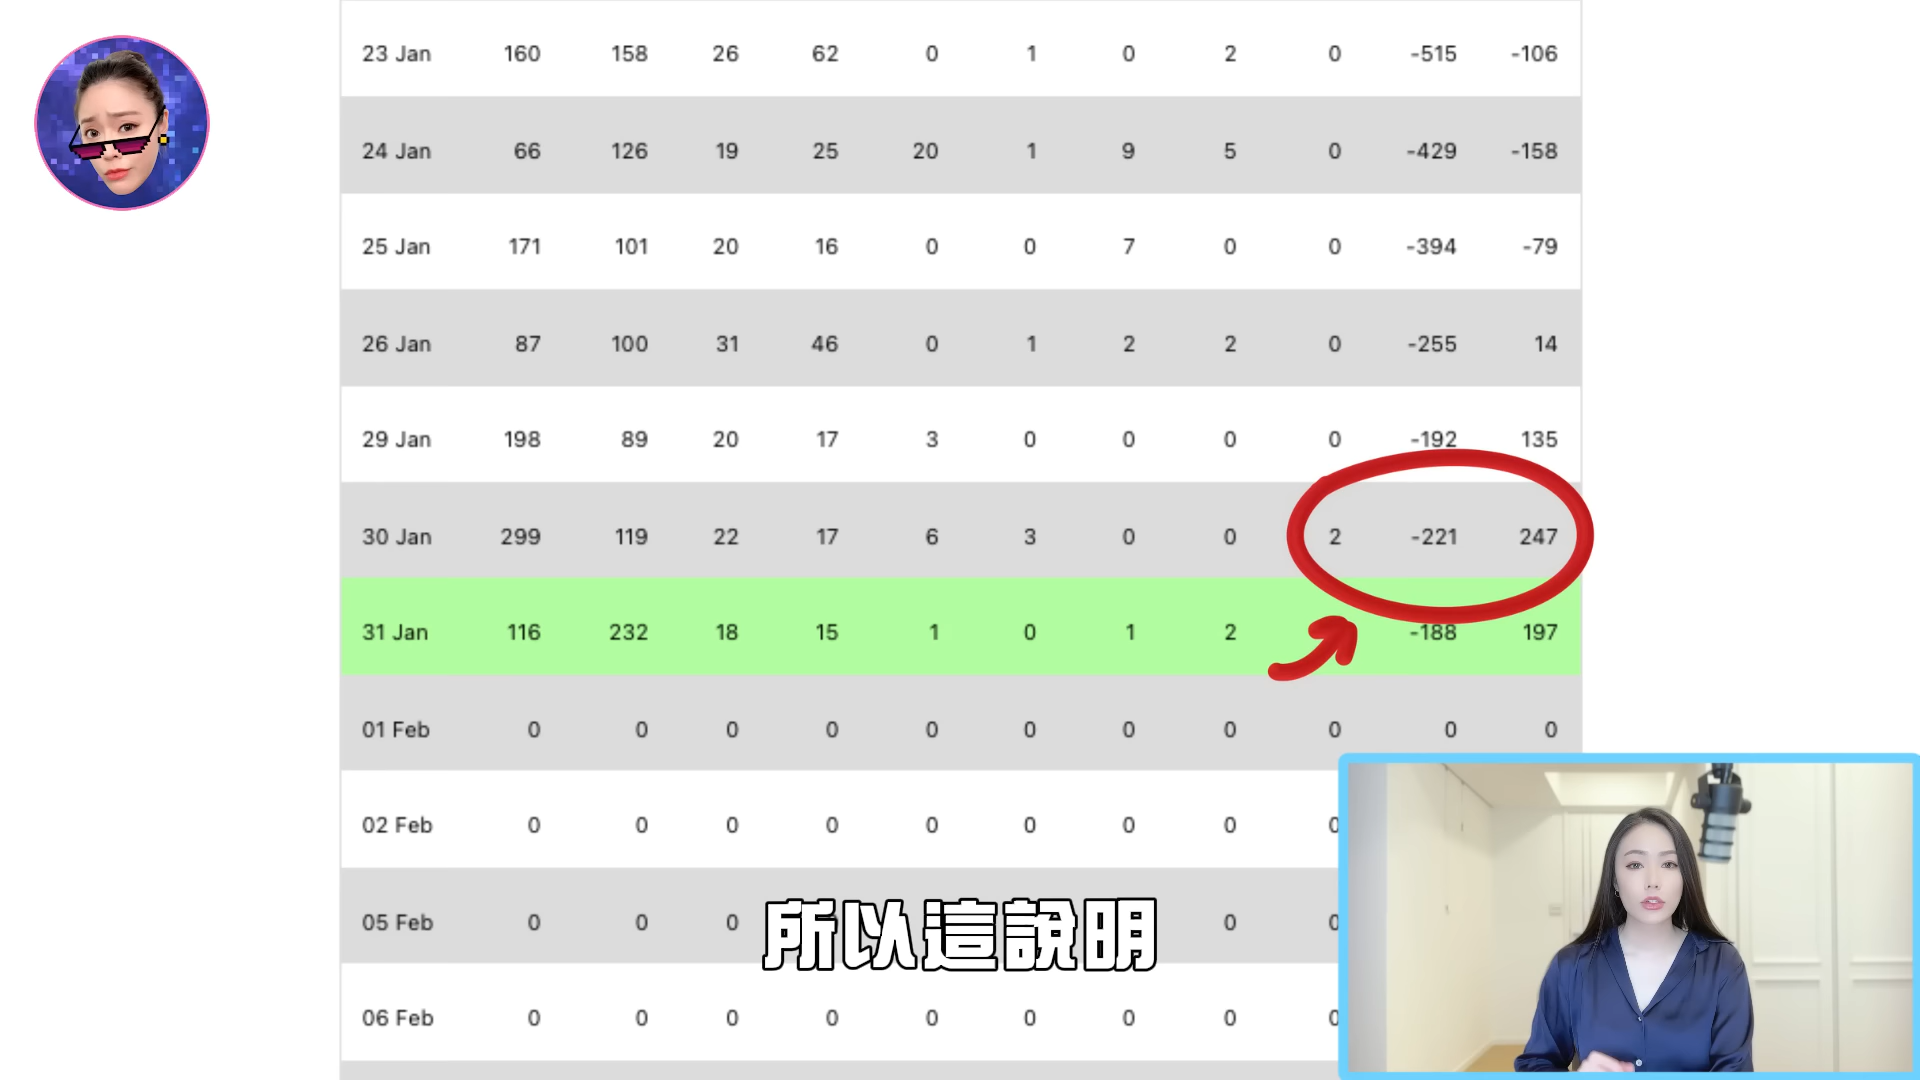 23 Jan 160 158 26 62 0 1 0 2 0 -515 -106
24 Jan 66 126 19 25 20 1 9 5 0 -429 -158
25 Jan 171 101 20 16 0 0 7 0 0 -394 -79
26 Jan 87 100 31 46 0 1 2 2 0 -255 14
29 Jan 198 89 20 17 3 0 0 0 0 -192 135
30 Jan 299 119 22 17 6 3 0 0 2 -221 247
31 Jan 116 232 18 15 1 0 1 2 -188 197
01 Feb 0 0 0 0 0 0 0 0 0 0 0
02 Feb 0 0 0 0 0 0 0 0 0
05 Feb 0 0 0 0 0
06 Feb 0 0 0 0 0 0 0 0 0
所以這說明